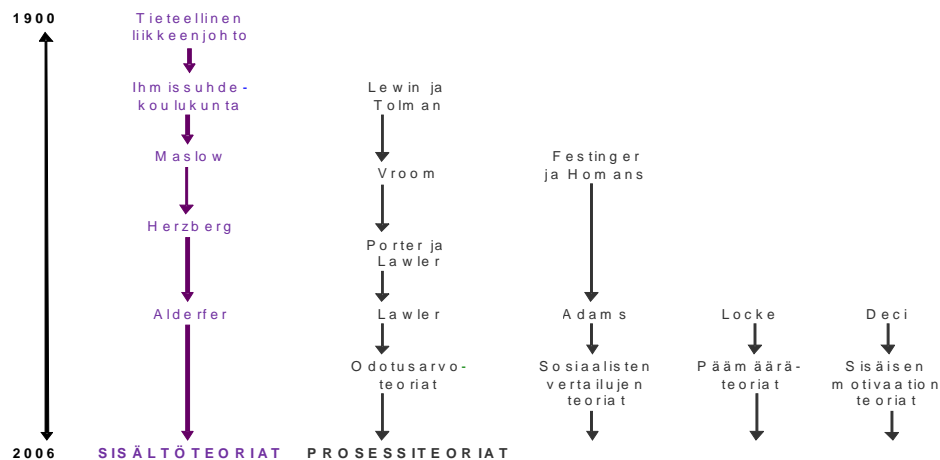 1900
Tieteellinen
liikkeenjohto
Ihmissuhde-
koulukunta
Lewin ja
Tolman
Maslow
Vroom
Festinger
ja Homans
Herzberg
Porter ja
Lawler
Alderfer
Lawler
Adams
Locke
Deci
Odotusarvo-
teoriat
Sosiaalisten
vertailujen
teoriat
Päämäärä-
teoriat
Sisäisen
motivaation
teoriat
2006
SISÄLTÖTEORIAT
PROSESSITEORIAT